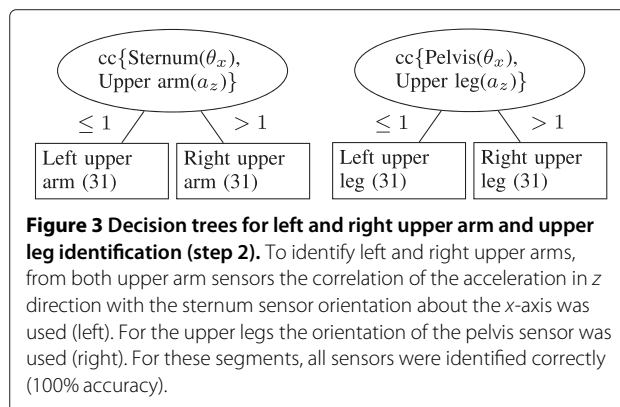 cc{Sternum(θx),
Upper arm(az)}
≤ 1
> 1
Left upper
arm (31)
Right upper
arm (31)
cc{Pelvis(θx),
Upper leg(az)}
≤ 1
> 1
Left upper
leg (31)
Right upper
leg (31)
Figure 3 Decision trees for left and right upper arm and upper
leg identification (step 2). To identify left and right upper arms,
from both upper arm sensors the correlation of the acceleration in z
direction with the sternum sensor orientation about the x-axis was
used (left). For the upper legs the orientation of the pelvis sensor was
used (right). For these segments, all sensors were identified correctly
(100% accuracy).